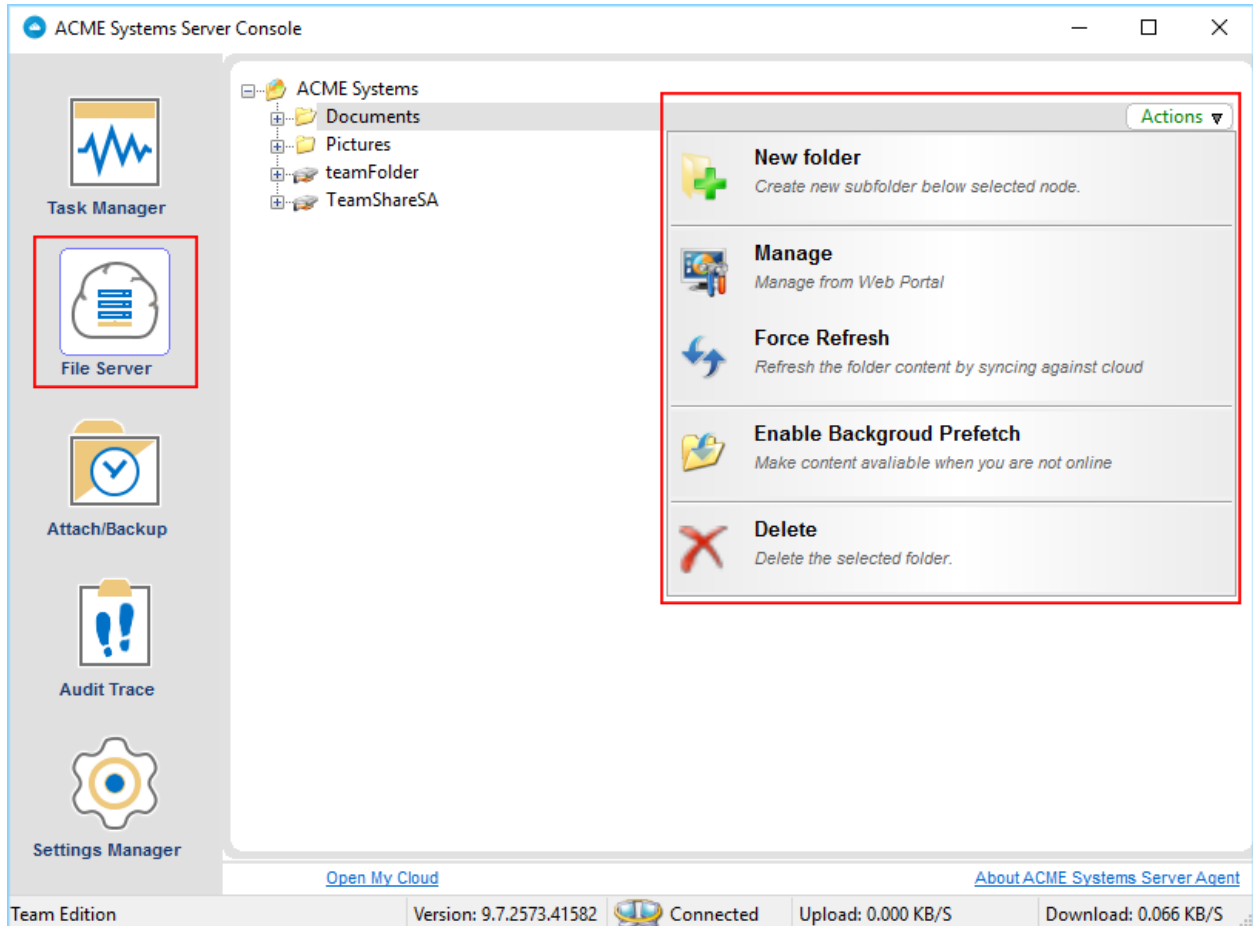 ACME Systems Server Console
Task Manager
File Server
Attach/Backup
Audit Trace
Settings Manager
ACME Systems
Documents
Pictures
teamFolder
TeamShareSA
Actions
New folder
Create new subfolder below selected node.
Manage
Manage from Web Portal
Force Refresh
Refresh the folder content by syncing against cloud
Enable Backgroud Prefetch
Make content avaliable when you are not online
Delete
Delete the selected folder.
Open My Cloud
About ACME Systems Server Agent
Team Edition
Version: 9.7.2573.41582
Connected
Upload: 0.000 KB/S
Download: 0.066 KB/S